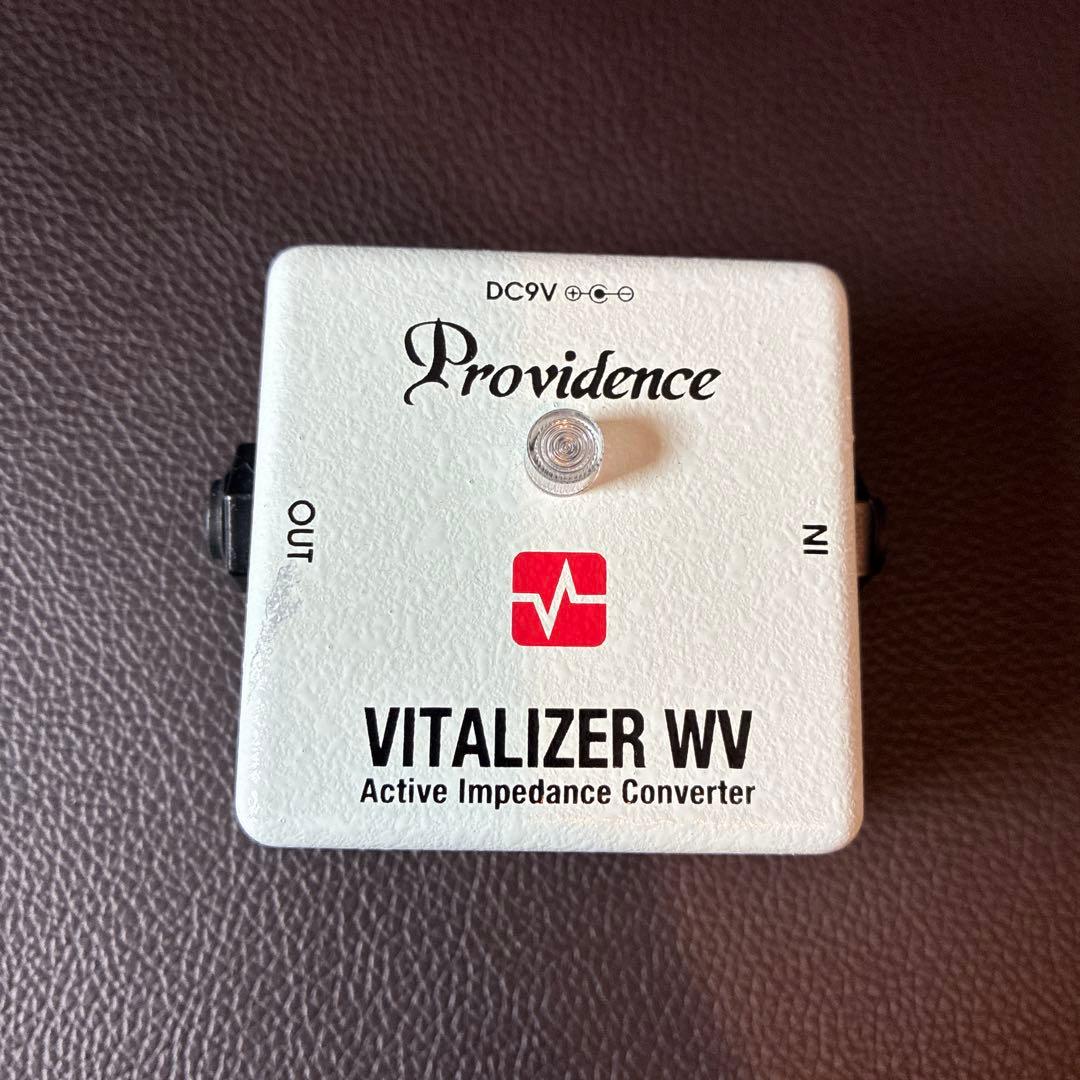 DC9V
Providence
OUT
IN
VITALIZER WV
Active Impedance Converter